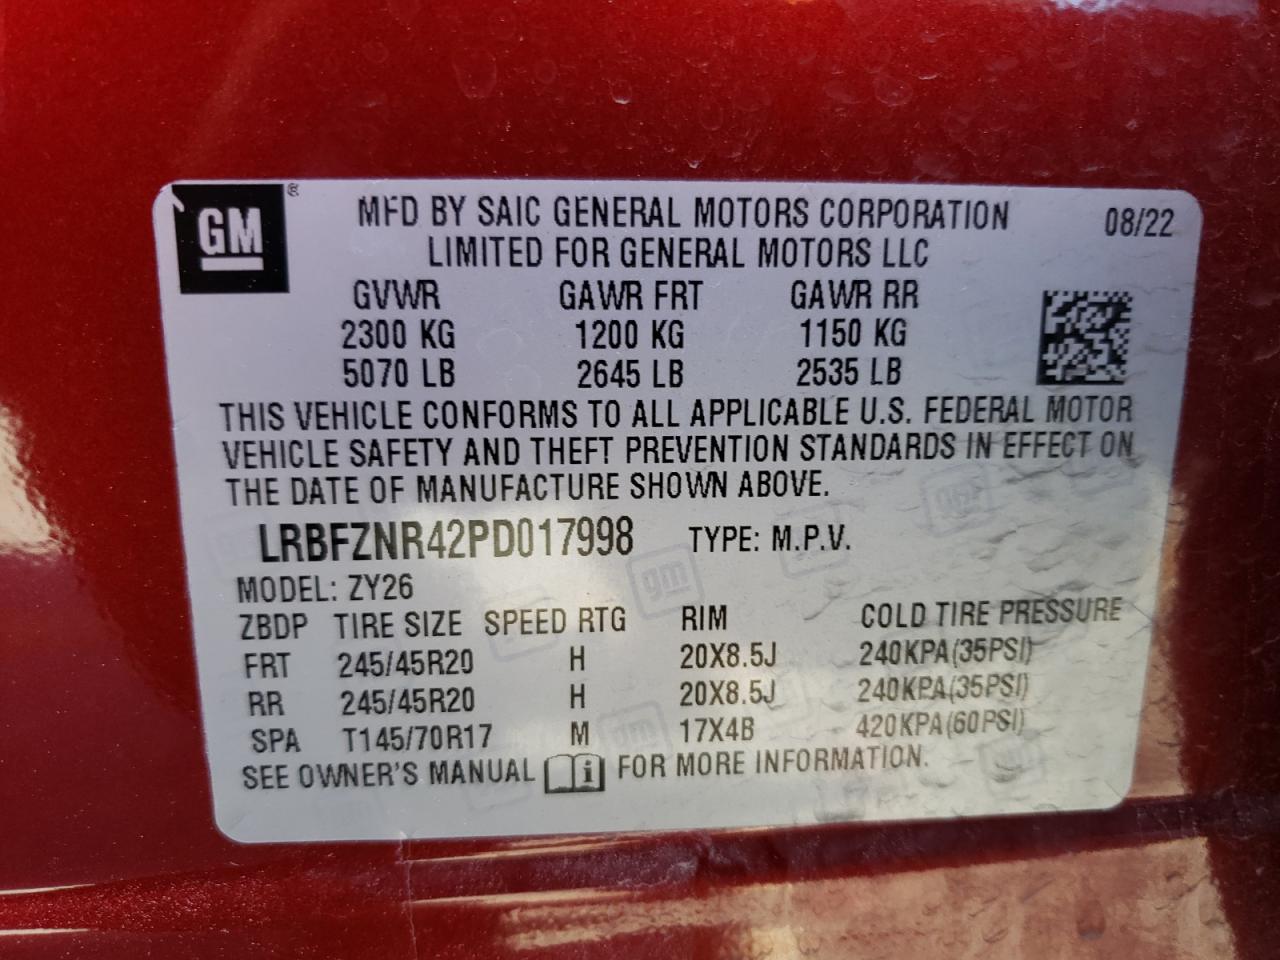 GM ®
MFD BY SAIC GENERAL MOTORS CORPORATION 08/22
LIMITED FOR GENERAL MOTORS LLC
GVWR GAWR FRT GAWR RR
2300 KG 1200 KG 1150 KG
5070 LB 2645 LB 2535 LB
THIS VEHICLE CONFORMS TO ALL APPLICABLE U.S. FEDERAL MOTOR
VEHICLE SAFETY AND THEFT PREVENTION STANDARDS IN EFFECT ON
THE DATE OF MANUFACTURE SHOWN ABOVE.
LRBFZNR42PD017998 TYPE: M.P.V.
MODEL: ZY26
ZBDP TIRE SIZE SPEED RTG RIM COLD TIRE PRESSURE
FRT 245/45R20 H 20X8.5J 240KPA(35PSI)
RR 245/45R20 H 20X8.5J 240KPA(35PSI)
SPA T145/70R17 M 17X4B 420KPA(60PSI)
SEE OWNER'S MANUAL i FOR MORE INFORMATION.